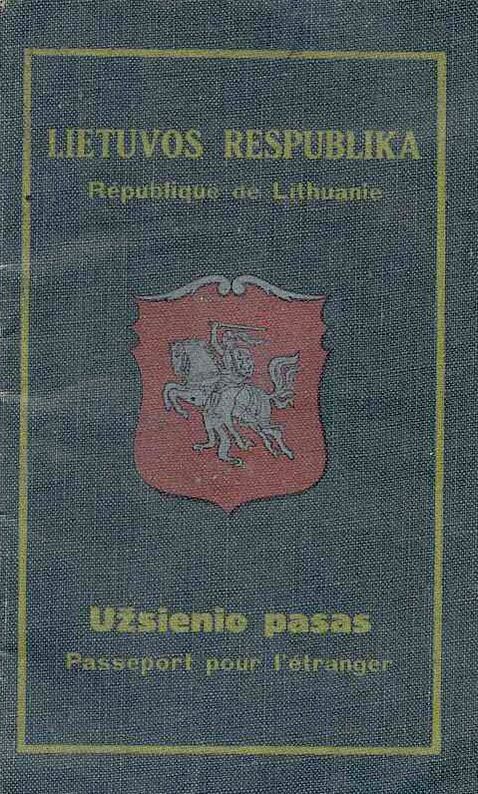 LIETUVOS RESPUBLIKA
République de Lithuanie
Užsienio pasas
Passeport pour l'étranger